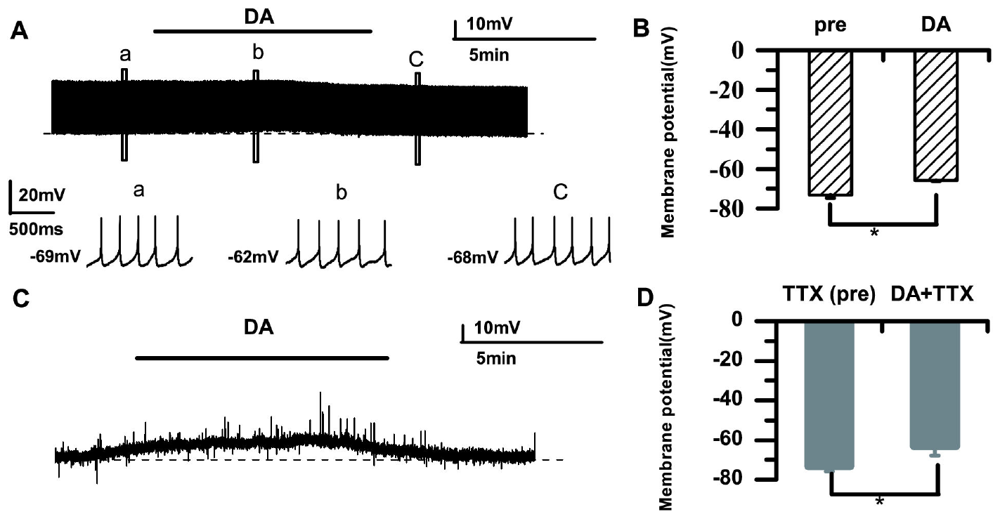 A
DA
10mV
5min
a
b
C
20mV
500ms
a
b
C
-69mV
-62mV
-68mV
B
pre
DA
Membrane potential(mV)
0
-20
-40
-60
-80
*
C
DA
10mV
5min
D
TTX (pre)
DA+TTX
Membrane potential(mV)
0
-20
-40
-60
-80
*